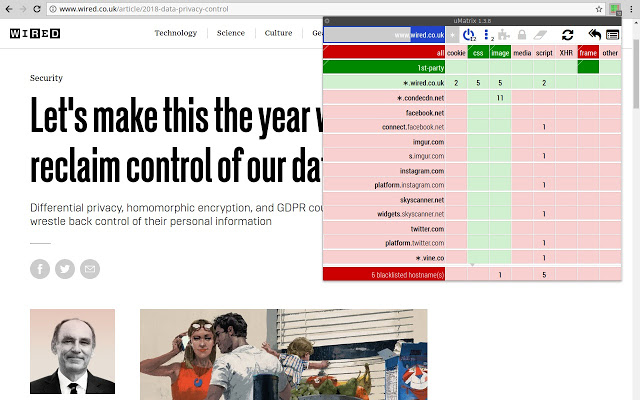 www.wired.co.uk/article/2018-data-privacy-control
WIRED
Technology
Science
Culture
Security
Let's make this the year
reclaim control of our
Differential privacy, homomorphic encryption, and GDPR
wrestle back control of their personal information
uMatrix 1.3.8
www.wired.co.uk
12
2
all cookie css image media script XHR frame other
1st-party
*.wired.co.uk 2 5 5 2
*.condecdn.net 11
facebook.net
connect.facebook.net 1
imgur.com
s.imgur.com 1
instagram.com
platform.instagram.com 1
skyscanner.net
widgets.skyscanner.net 1
twitter.com
platform.twitter.com 1
*.vine.co 1
6 blacklisted hostname(s) 1 5